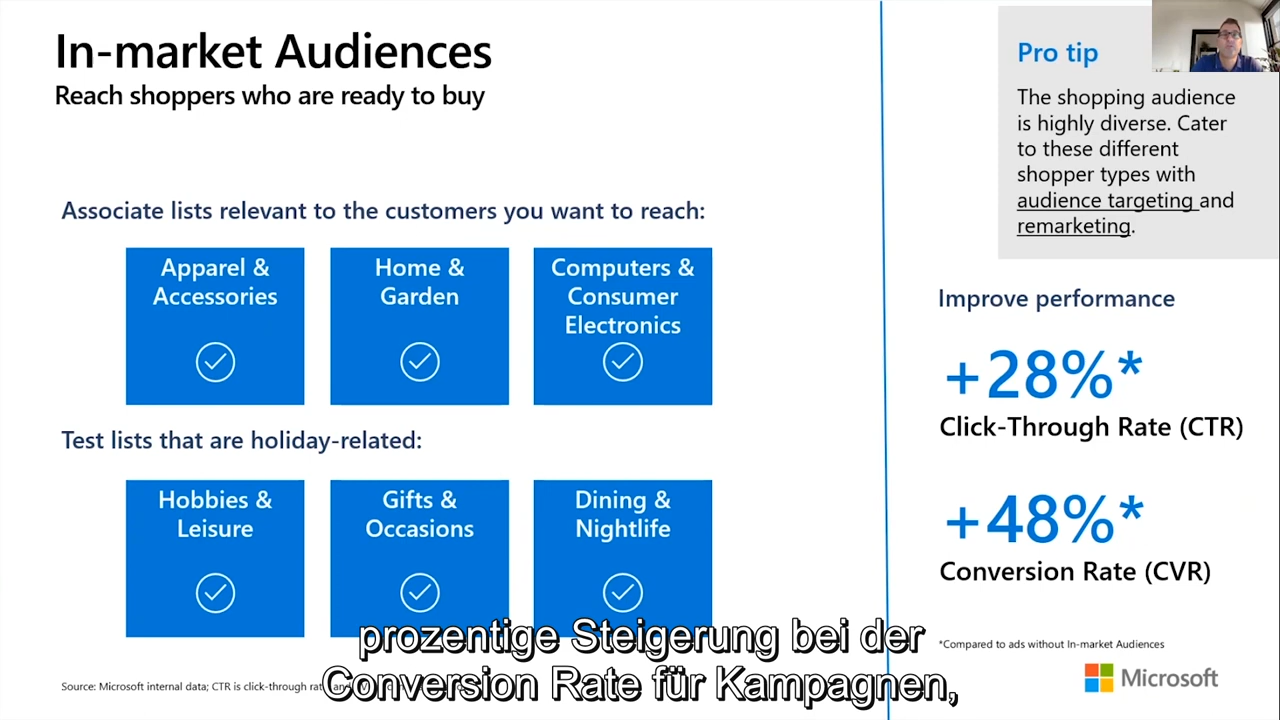 In-market Audiences
Reach shoppers who are ready to buy
Associate lists relevant to the customers you want to reach:
Apparel &
Accessories
Home &
Garden
Computers &
Consumer
Electronics
Test lists that are holiday-related:
Hobbies &
Leisure
Gifts &
Occasions
Dining &
Nightlife
Pro tip
The shopping audience
is highly diverse. Cater
to these different
shopper types with
audience targeting and
remarketing.
Improve performance
+28%*
Click-Through Rate (CTR)
+48%*
Conversion Rate (CVR)
*Compared to ads without In-market Audiences
Microsoft
Source: Microsoft internal data; CTR is click-through
prozentige Steigerung bei der
Conversion Rate für Kampagnen,